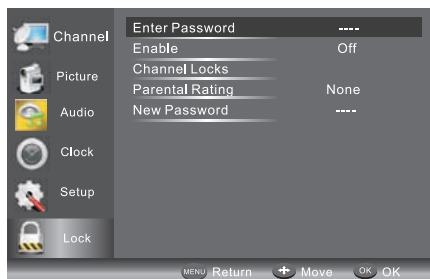 Channel
Picture
Audio
Clock
Setup
Lock
Enter Password ----
Enable Off
Channel Locks
Parental Rating None
New Password ----
MENU Return Move OK OK